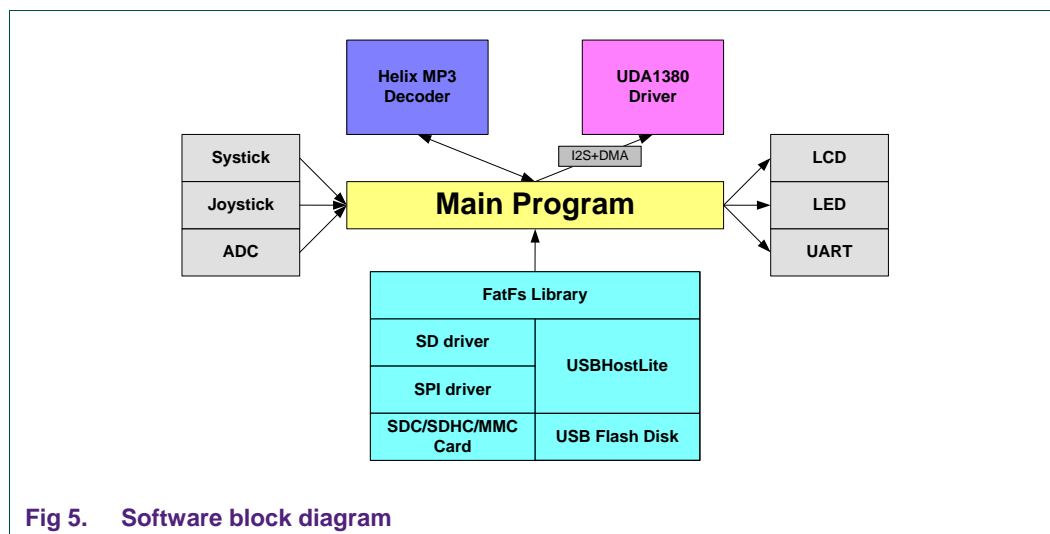 Helix MP3
Decoder
UDA1380
Driver
I2S+DMA
Systick
Joystick
ADC
Main Program
LCD
LED
UART
FatFs Library
SD driver
SPI driver
USBHostLite
SDC/SDHC/MMC
Card
USB Flash Disk
Fig 5. Software block diagram